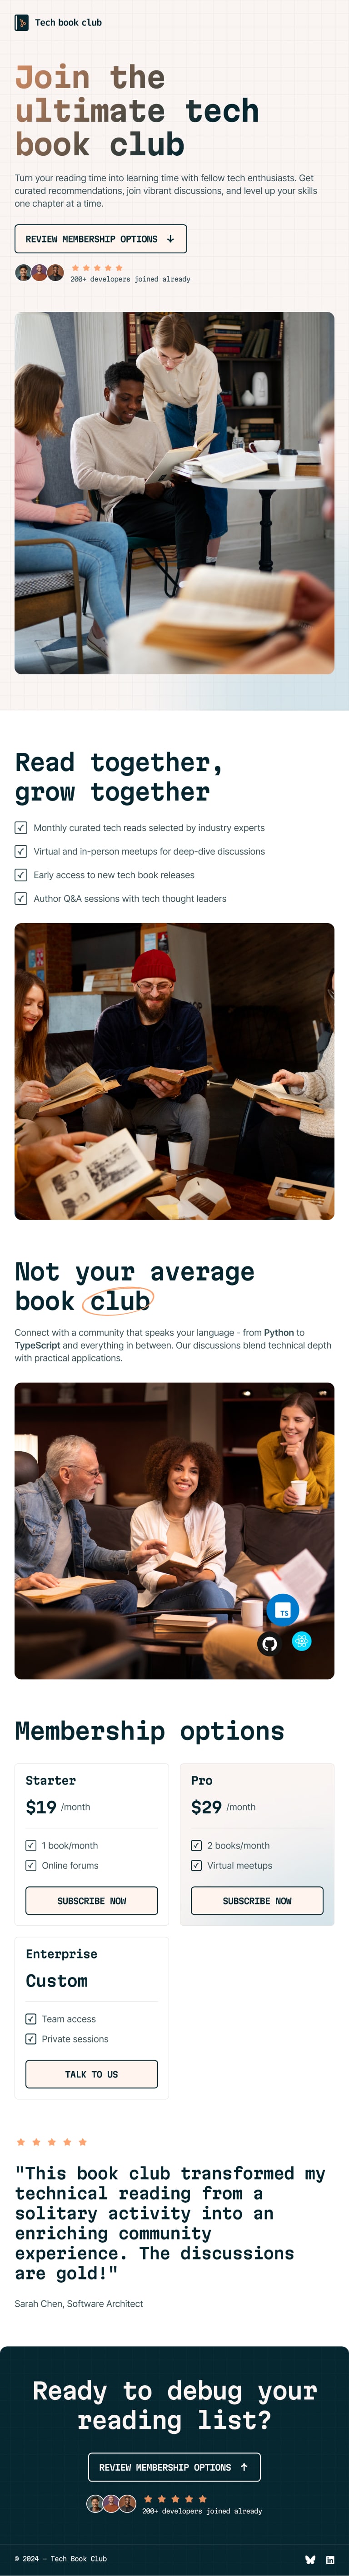 Tech book club
Join the
ultimate tech
book club
Turn your reading time into learning time with fellow tech enthusiasts. Get
curated recommendations, join vibrant discussions, and level up your skills
one chapter at a time.
REVIEW MEMBERSHIP OPTIONS ↓
200+ developers joined already
Read together,
grow together
Monthly curated tech reads selected by industry experts
Virtual and in-person meetups for deep-dive discussions
Early access to new tech book releases
Author Q&A sessions with tech thought leaders
Not your average
book club
Connect with a community that speaks your language - from Python to
TypeScript and everything in between. Our discussions blend technical depth
with practical applications.
TS
Membership options
Starter
$19 /month
1 book/month
Online forums
SUBSCRIBE NOW
Pro
$29 /month
2 books/month
Virtual meetups
SUBSCRIBE NOW
Enterprise
Custom
Team access
Private sessions
TALK TO US
"This book club transformed my
technical reading from a
solitary activity into an
enriching community
experience. The discussions
are gold!"
Sarah Chen, Software Architect
Ready to debug your
reading list?
REVIEW MEMBERSHIP OPTIONS ↑
200+ developers joined already
© 2024 - Tech Book Club